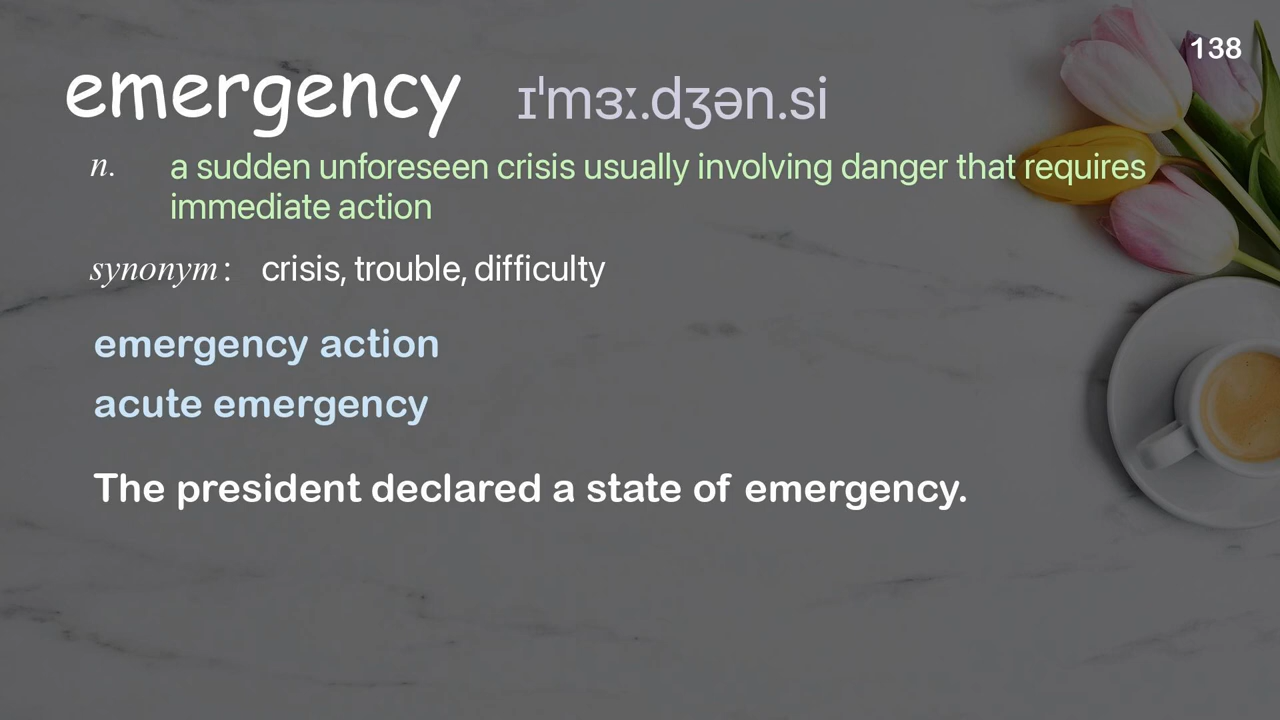 138
emergency ɪˈmɜː.dʒən.si
n. a sudden unforeseen crisis usually involving danger that requires
immediate action
synonym: crisis, trouble, difficulty
emergency action
acute emergency
The president declared a state of emergency.